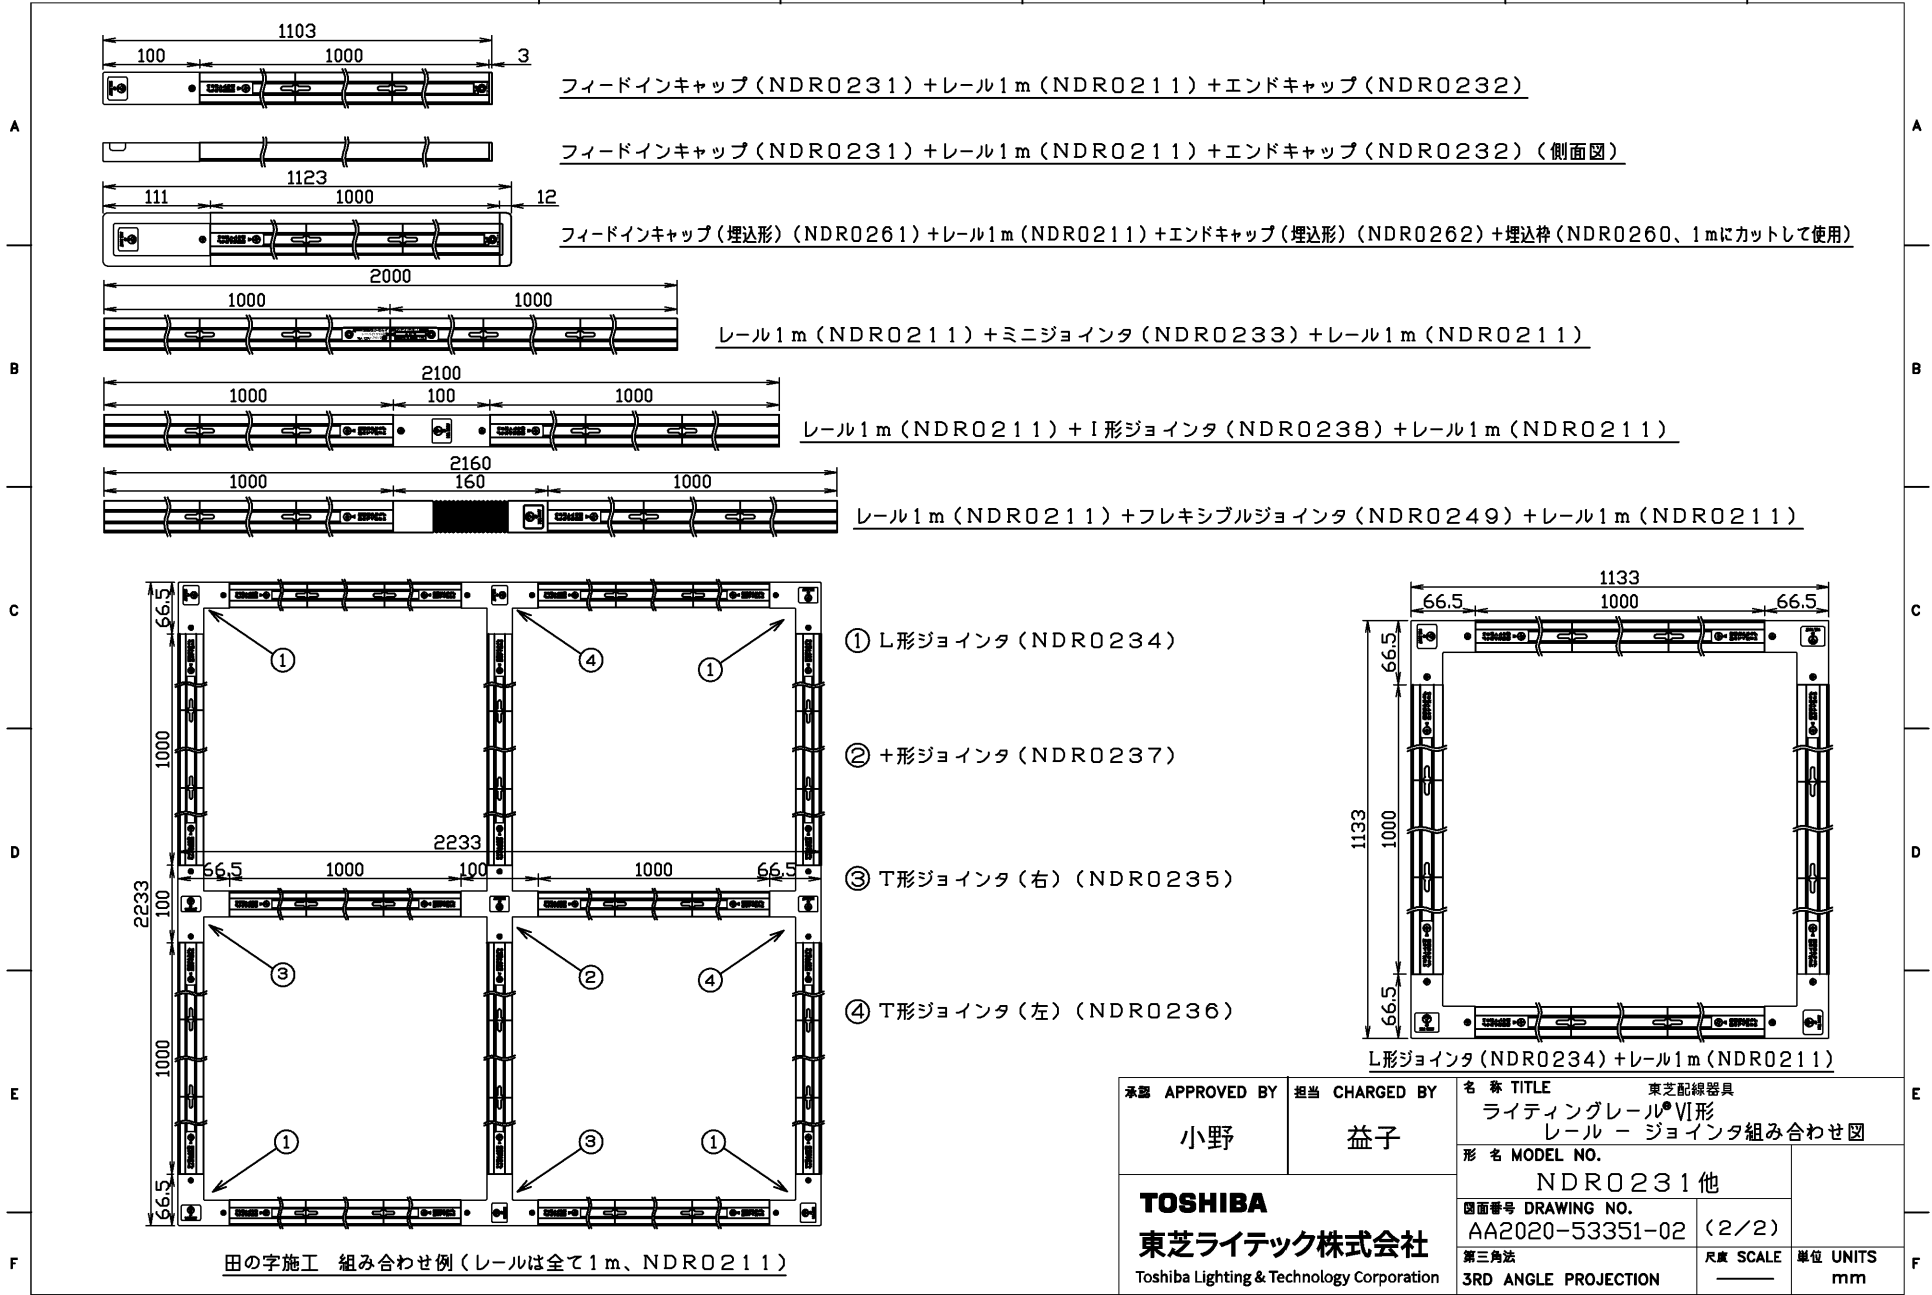 1103
100 1000 3
フィードインキャップ(NDR0231)+レール1m(NDR0211)+エンドキャップ(NDR0232)
A A
フィードインキャップ(NDR0231)+レール1m(NDR0211)+エンドキャップ(NDR0232)(側面図)
1123
111 1000 12
フィードインキャップ(埋込形)(NDR0261)+レール1m(NDR0211)+エンドキャップ(埋込形)(NDR0262)+埋込枠(NDR0260、1mにカットして使用)
2000
1000 1000
レール1m(NDR0211)+ミニジョインタ(NDR0233)+レール1m(NDR0211)
B B
2100
1000 100 1000
レール1m(NDR0211)+I形ジョインタ(NDR0238)+レール1m(NDR0211)
2160
1000 160 1000
レール1m(NDR0211)+フレキシブルジョインタ(NDR0249)+レール1m(NDR0211)
C C
66.5
① ④ ①
1000
2233
66.5 1000 100 1000 66.5
2233
100
③ ② ④
1000
① ③ ①
66.5
田の字施工 組み合わせ例(レールは全て1m、NDR0211)
① L形ジョインタ(NDR0234)
② +形ジョインタ(NDR0237)
③ T形ジョインタ(右)(NDR0235)
④ T形ジョインタ(左)(NDR0236)
1133
66.5 1000 66.5
66.5
1133
1000
66.5
L形ジョインタ(NDR0234)+レール1m(NDR0211)
D D
E E
F F
承認 APPROVED BY
小野
担当 CHARGED BY
益子
名 称 TITLE 東芝配線器具
ライティングレール®VI形
レール - ジョインタ組み合わせ図
形 名 MODEL NO.
NDR0231他
図面番号 DRAWING NO.
AA2020-53351-02 (2/2)
第三角法
3RD ANGLE PROJECTION
尺度 SCALE
単位 UNITS
mm
TOSHIBA
東芝ライテック株式会社
Toshiba Lighting & Technology Corporation